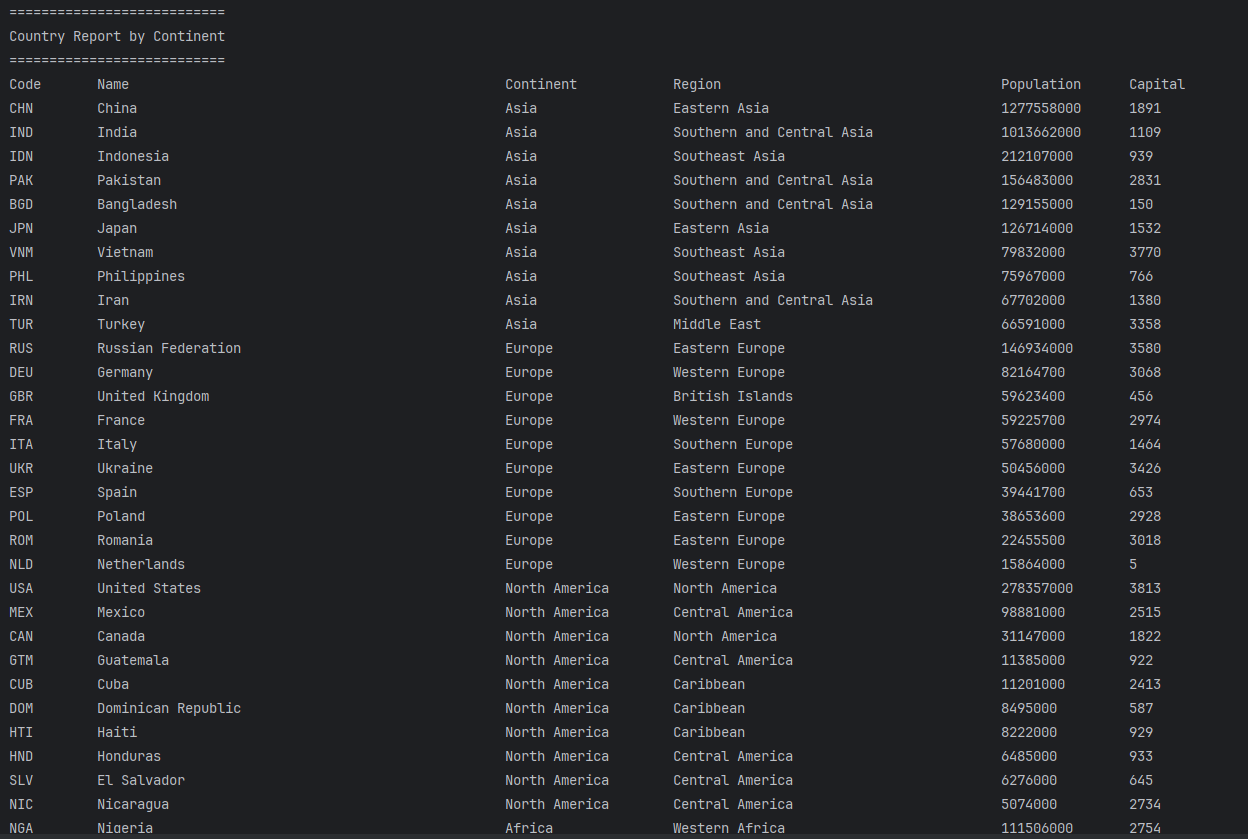 ===========================
Country Report by Continent
===========================
Code Name Continent Region Population Capital
CHN China Asia Eastern Asia 1277558000 1891
IND India Asia Southern and Central Asia 1013662000 1109
IDN Indonesia Asia Southeast Asia 212107000 939
PAK Pakistan Asia Southern and Central Asia 156483000 2831
BGD Bangladesh Asia Southern and Central Asia 129155000 150
JPN Japan Asia Eastern Asia 126714000 1532
VNM Vietnam Asia Southeast Asia 79832000 3770
PHL Philippines Asia Southeast Asia 75967000 766
IRN Iran Asia Southern and Central Asia 67702000 1380
TUR Turkey Asia Middle East 66591000 3358
RUS Russian Federation Europe Eastern Europe 146934000 3580
DEU Germany Europe Western Europe 82164700 3068
GBR United Kingdom Europe British Islands 59623400 456
FRA France Europe Western Europe 59225700 2974
ITA Italy Europe Southern Europe 57680000 1464
UKR Ukraine Europe Eastern Europe 50456000 3426
ESP Spain Europe Southern Europe 39441700 653
POL Poland Europe Eastern Europe 38653600 2928
ROM Romania Europe Eastern Europe 22455500 3018
NLD Netherlands Europe Western Europe 15864000 5
USA United States North America North America 278357000 3813
MEX Mexico North America Central America 98881000 2515
CAN Canada North America North America 31147000 1822
GTM Guatemala North America Central America 11385000 922
CUB Cuba North America Caribbean 11201000 2413
DOM Dominican Republic North America Caribbean 8495000 587
HTI Haiti North America Caribbean 8222000 929
HND Honduras North America Central America 6485000 933
SLV El Salvador North America Central America 6276000 645
NIC Nicaragua North America Central America 5074000 2734
NGA Nigeria Africa Western Africa 111506000 2754